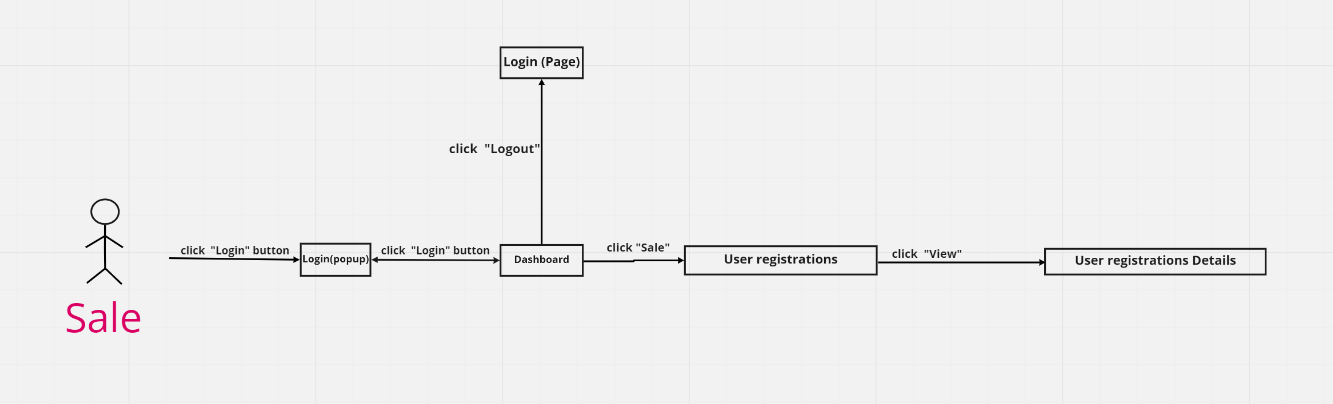 Login (Page)
click "Logout"
click "Login" button
click "Login" button
click "Sale"
click "View"
Login(popup)
Dashboard
User registrations
User registrations Details
Sale